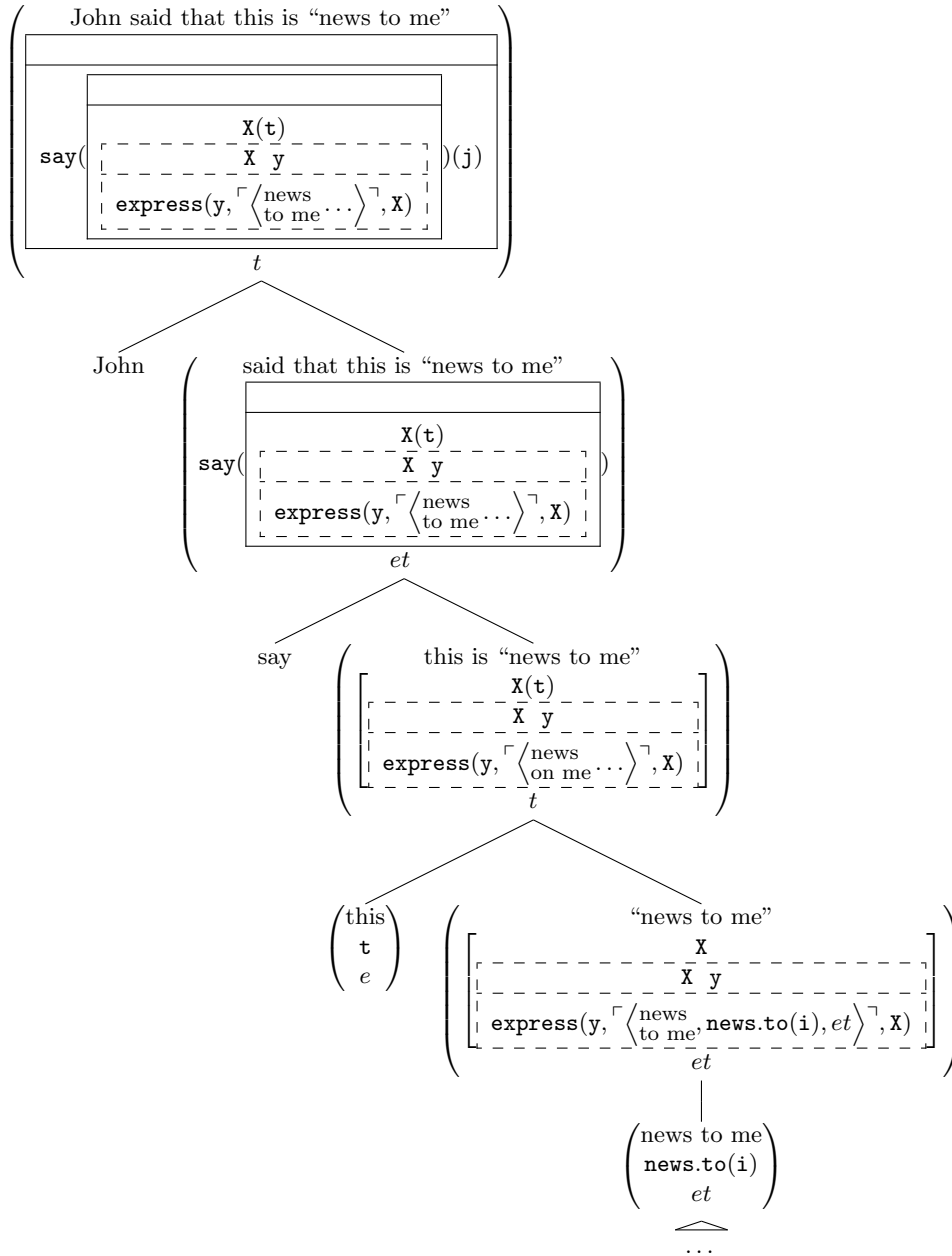 John said that this is “news to me”
X(t)
say( X y )(j)
express(y, ⌜⟨news to me …⟩⌝, X)
t
John
said that this is “news to me”
X(t)
say( X y )
express(y, ⌜⟨news to me …⟩⌝, X)
et
say
this is “news to me”
X(t)
X y
express(y, ⌜⟨news on me …⟩⌝, X)
t
this
t
e
“news to me”
X
X y
express(y, ⌜⟨news to me, news.to(i), et⟩⌝, X)
et
news to me
news.to(i)
et
...